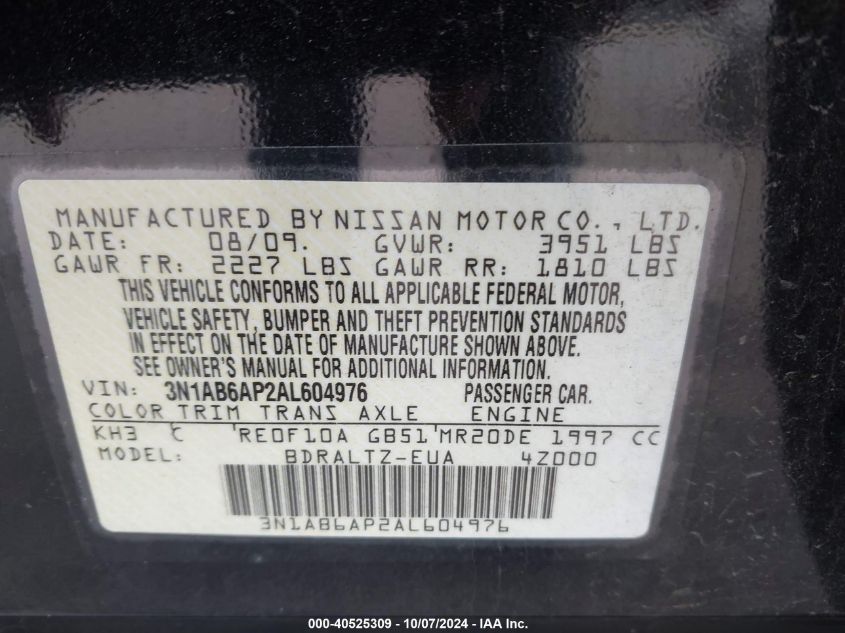 MANUFACTURED BY NISSAN MOTOR CO., LTD.
DATE: 08/09. GVWR: 3951 LBS
GAWR FR: 2227 LBS GAWR RR: 1810 LBS
THIS VEHICLE CONFORMS TO ALL APPLICABLE FEDERAL MOTOR,
VEHICLE SAFETY, BUMPER AND THEFT PREVENTION STANDARDS
IN EFFECT ON THE DATE OF MANUFACTURE SHOWN ABOVE.
SEE OWNER'S MANUAL FOR ADDITIONAL INFORMATION.
VIN: 3N1AB6AP2AL604976 PASSENGER CAR.
COLOR TRIM TRANS AXLE ENGINE
KH3 C 'RE0F10A GB51'MR20DE 1997 CC
MODEL: BDRALTZ-EUA 4Z000
3N1AB6AP2AL604976
000-40525309 - 10/07/2024 - IAA Inc.